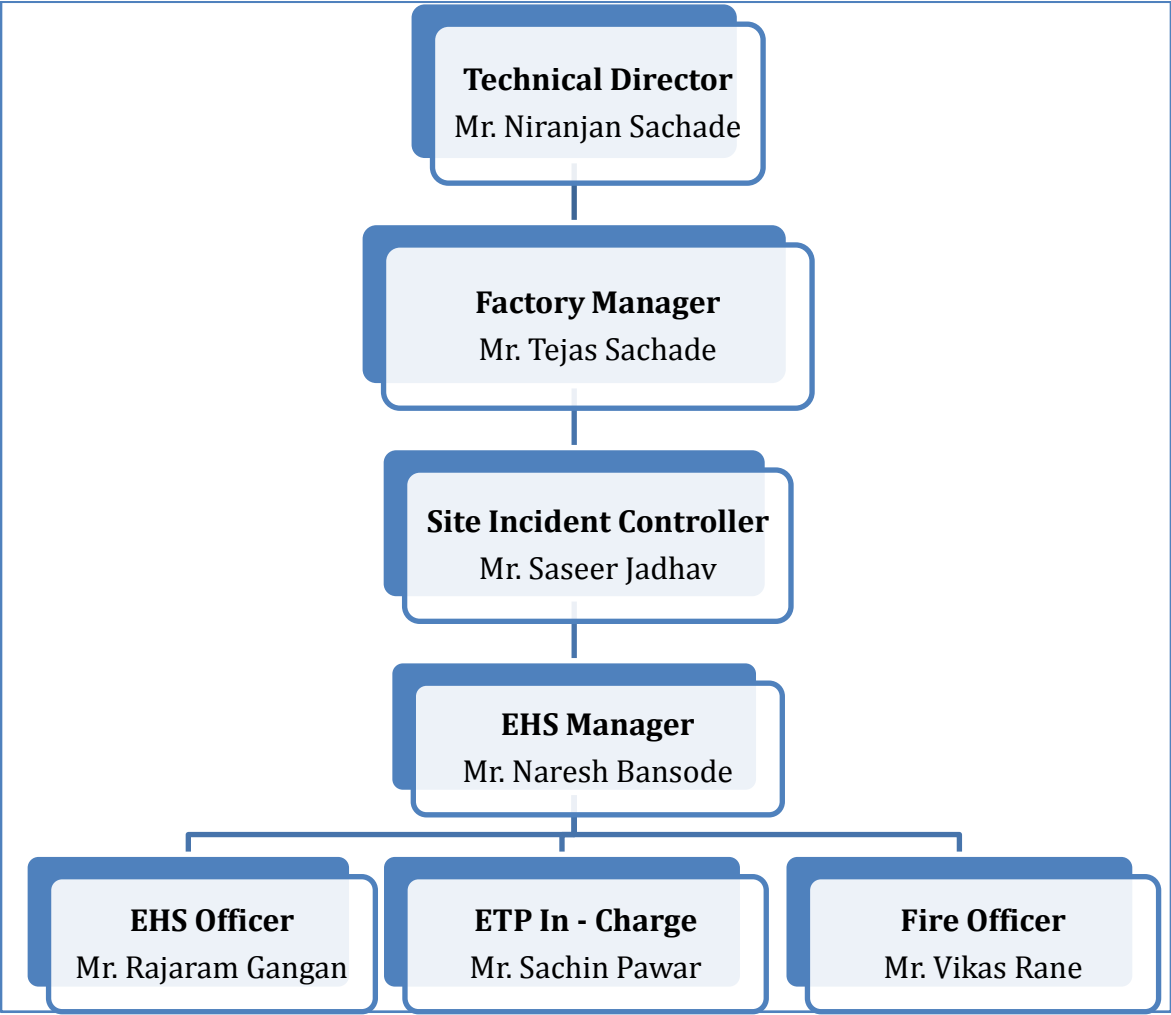 Technical Director
Mr. Niranjan Sachade
Factory Manager
Mr. Tejas Sachade
Site Incident Controller
Mr. Saseer Jadhav
EHS Manager
Mr. Naresh Bansode
EHS Officer
Mr. Rajaram Gangan
ETP In - Charge
Mr. Sachin Pawar
Fire Officer
Mr. Vikas Rane